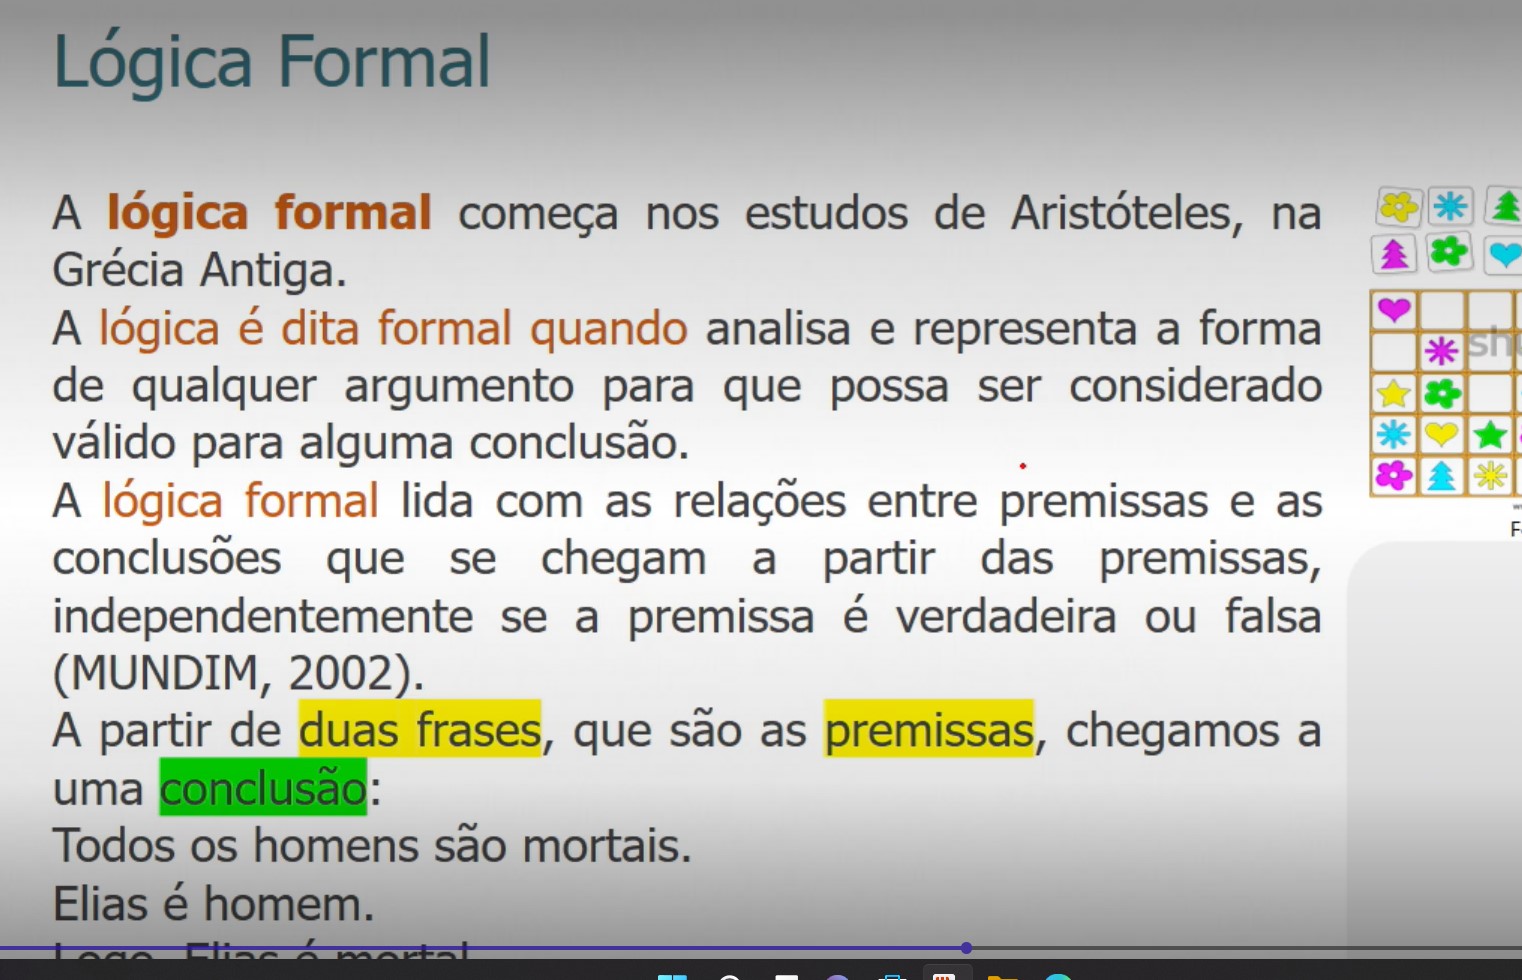 Lógica Formal
A lógica formal começa nos estudos de Aristóteles, na
Grécia Antiga.
A lógica é dita formal quando analisa e representa a forma
de qualquer argumento para que possa ser considerado
válido para alguma conclusão.
A lógica formal lida com as relações entre premissas e as
conclusões que se chegam a partir das premissas,
independentemente se a premissa é verdadeira ou falsa
(MUNDIM, 2002).
A partir de duas frases, que são as premissas, chegamos a
uma conclusão:
Todos os homens são mortais.
Elias é homem.
Logo, Elias é mortal